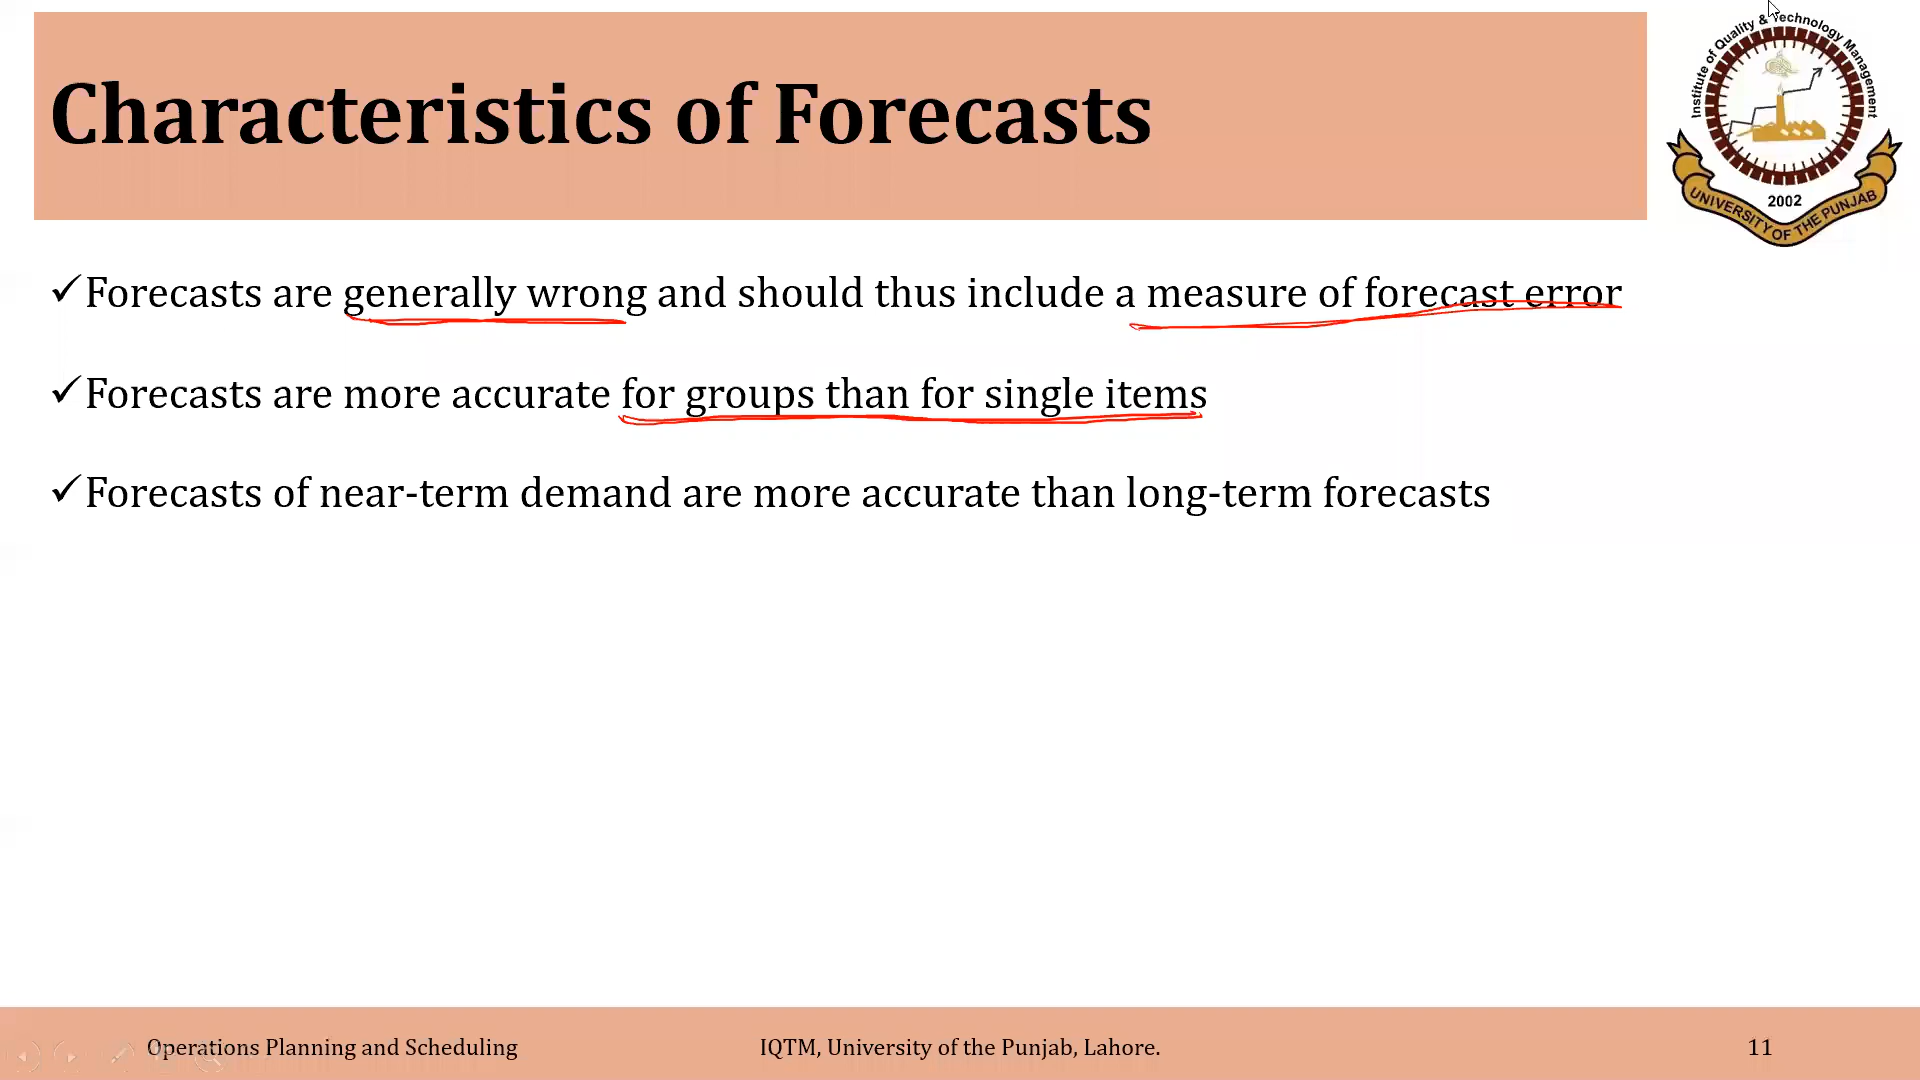 Institute of Quality & Technology Management
Characteristics of Forecasts
2002
UNIVERSITY OF THE PUNJAB
✓Forecasts are generally wrong and should thus include a measure of forecast error
✓Forecasts are more accurate for groups than for single items
✓Forecasts of near-term demand are more accurate than long-term forecasts
Operations Planning and Scheduling IQTM, University of the Punjab, Lahore. 11